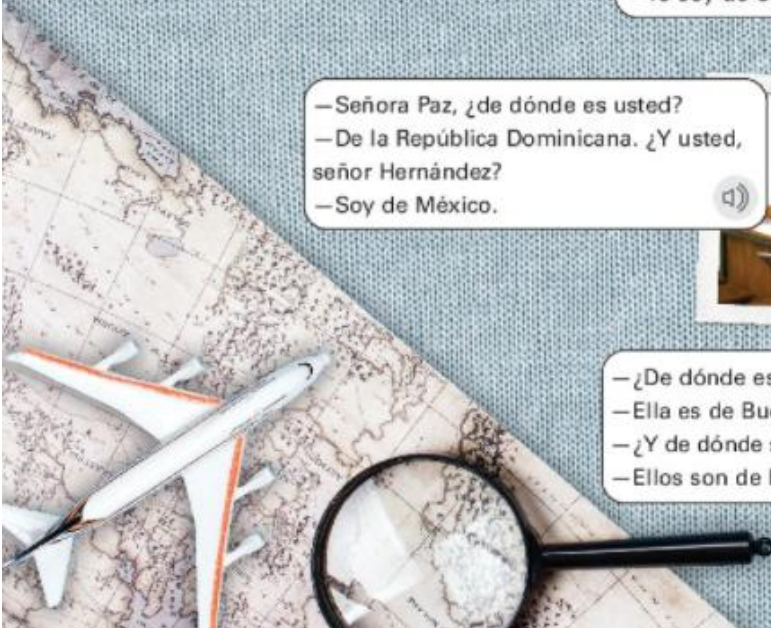 —Señora Paz, ¿de dónde es usted?
—De la República Dominicana. ¿Y usted,
señor Hernández?
—Soy de México.
—¿De dónde es
—Ella es de
—¿Y de dónde
—Ellos son de